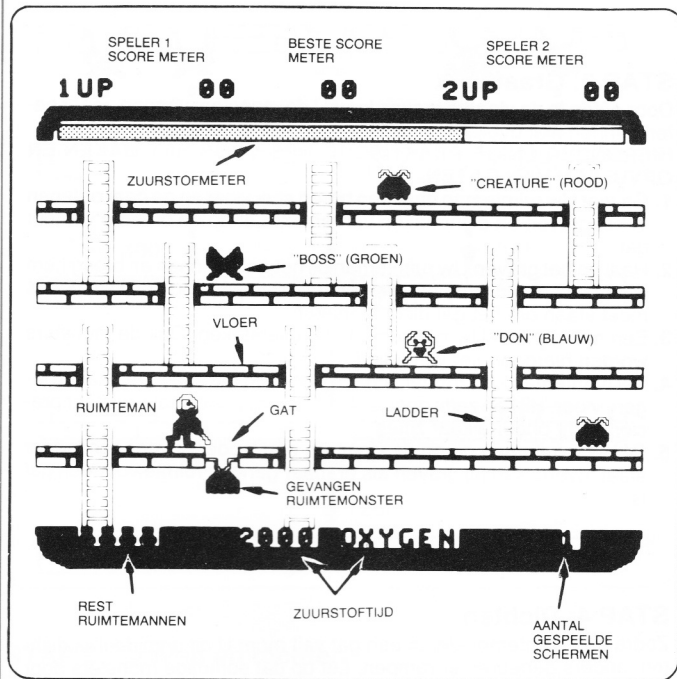 SPELER 1
SCORE METER
BESTE SCORE
METER
SPELER 2
SCORE METER
1UP 00 00 2UP 00
ZUURSTOFMETER
"CREATURE" (ROOD)
"BOSS" (GROEN)
VLOER
"DON" (BLAUW)
RUIMTEMAN
GAT
LADDER
GEVANGEN
RUIMTEMONSTER
2000 OXYGEN 1
REST
RUIMTEMANNEN
ZUURSTOFTIJD
AANTAL
GESPEELDE
SCHERMEN